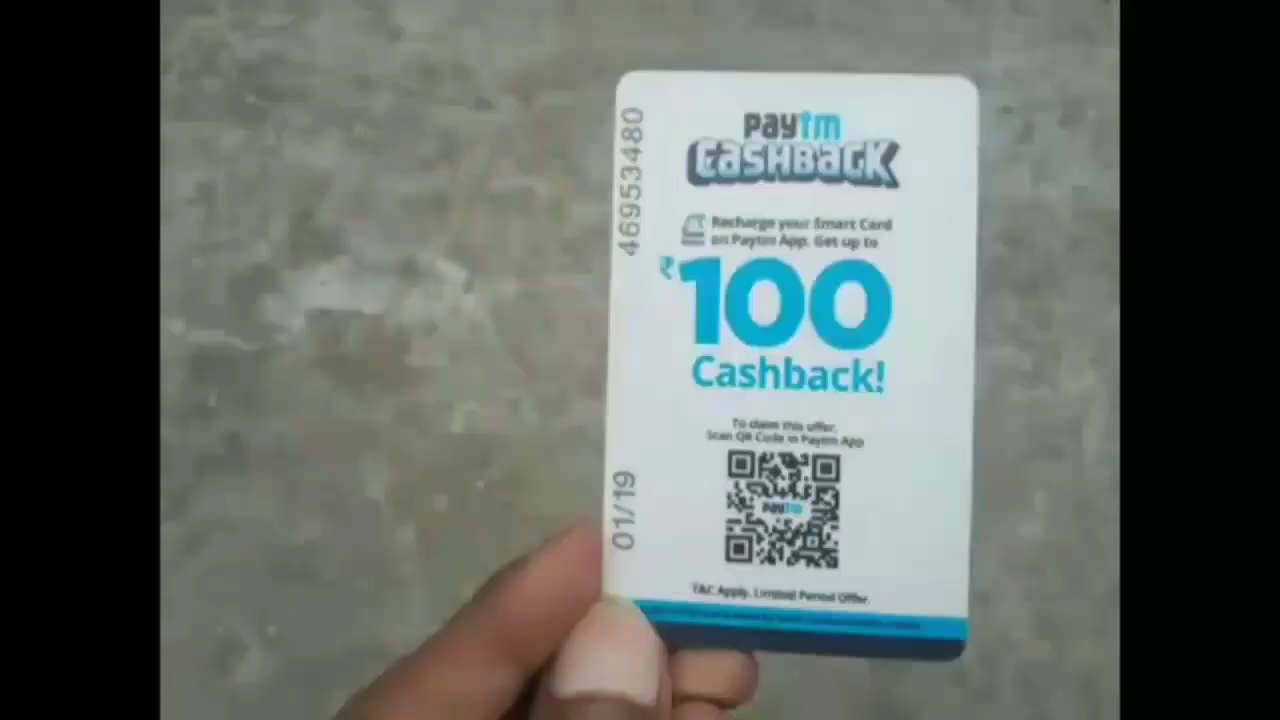 46953480
01/19
paytm
CASHBACK
Recharge your Smart Card
on Paytm App. Get up to
₹100
Cashback!
To claim this offer,
Scan QR Code in Paytm App
paytm
T&C Apply. Limited Period Offer.